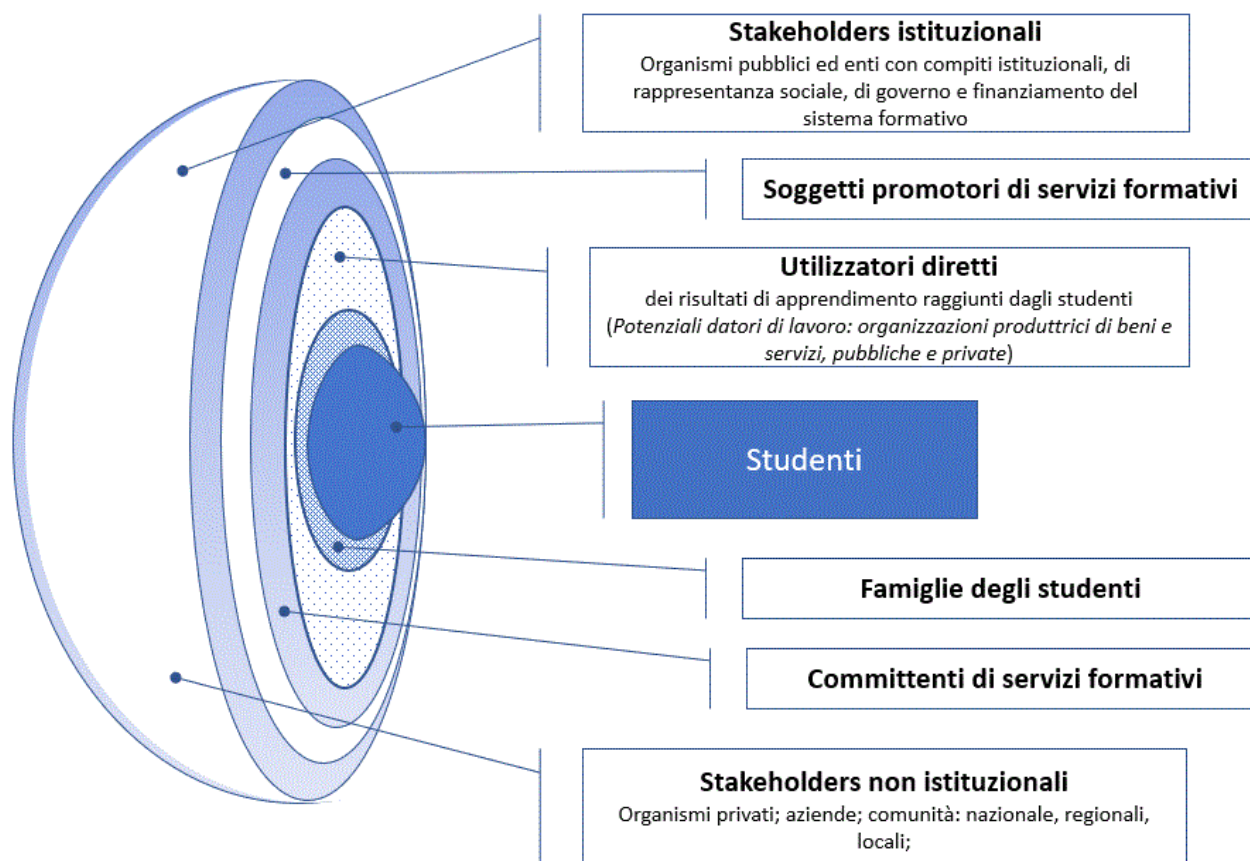 Stakeholders istituzionali
Organismi pubblici ed enti con compiti istituzionali, di
rappresentanza sociale, di governo e finanziamento del
sistema formativo
Soggetti promotori di servizi formativi
Utilizzatori diretti
dei risultati di apprendimento raggiunti dagli studenti
(Potenziali datori di lavoro: organizzazioni produttrici di beni e
servizi, pubbliche e private)
Studenti
Famiglie degli studenti
Committenti di servizi formativi
Stakeholders non istituzionali
Organismi privati; aziende; comunità: nazionale, regionali,
locali;